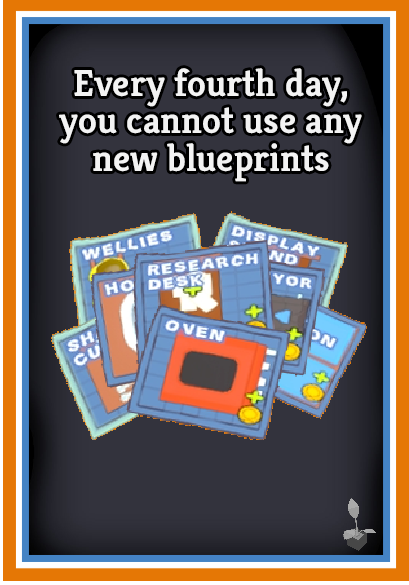 Every fourth day,
you cannot use any
new blueprints
WELLIES
DISPLAY
RESEARCH
DESK
OVEN